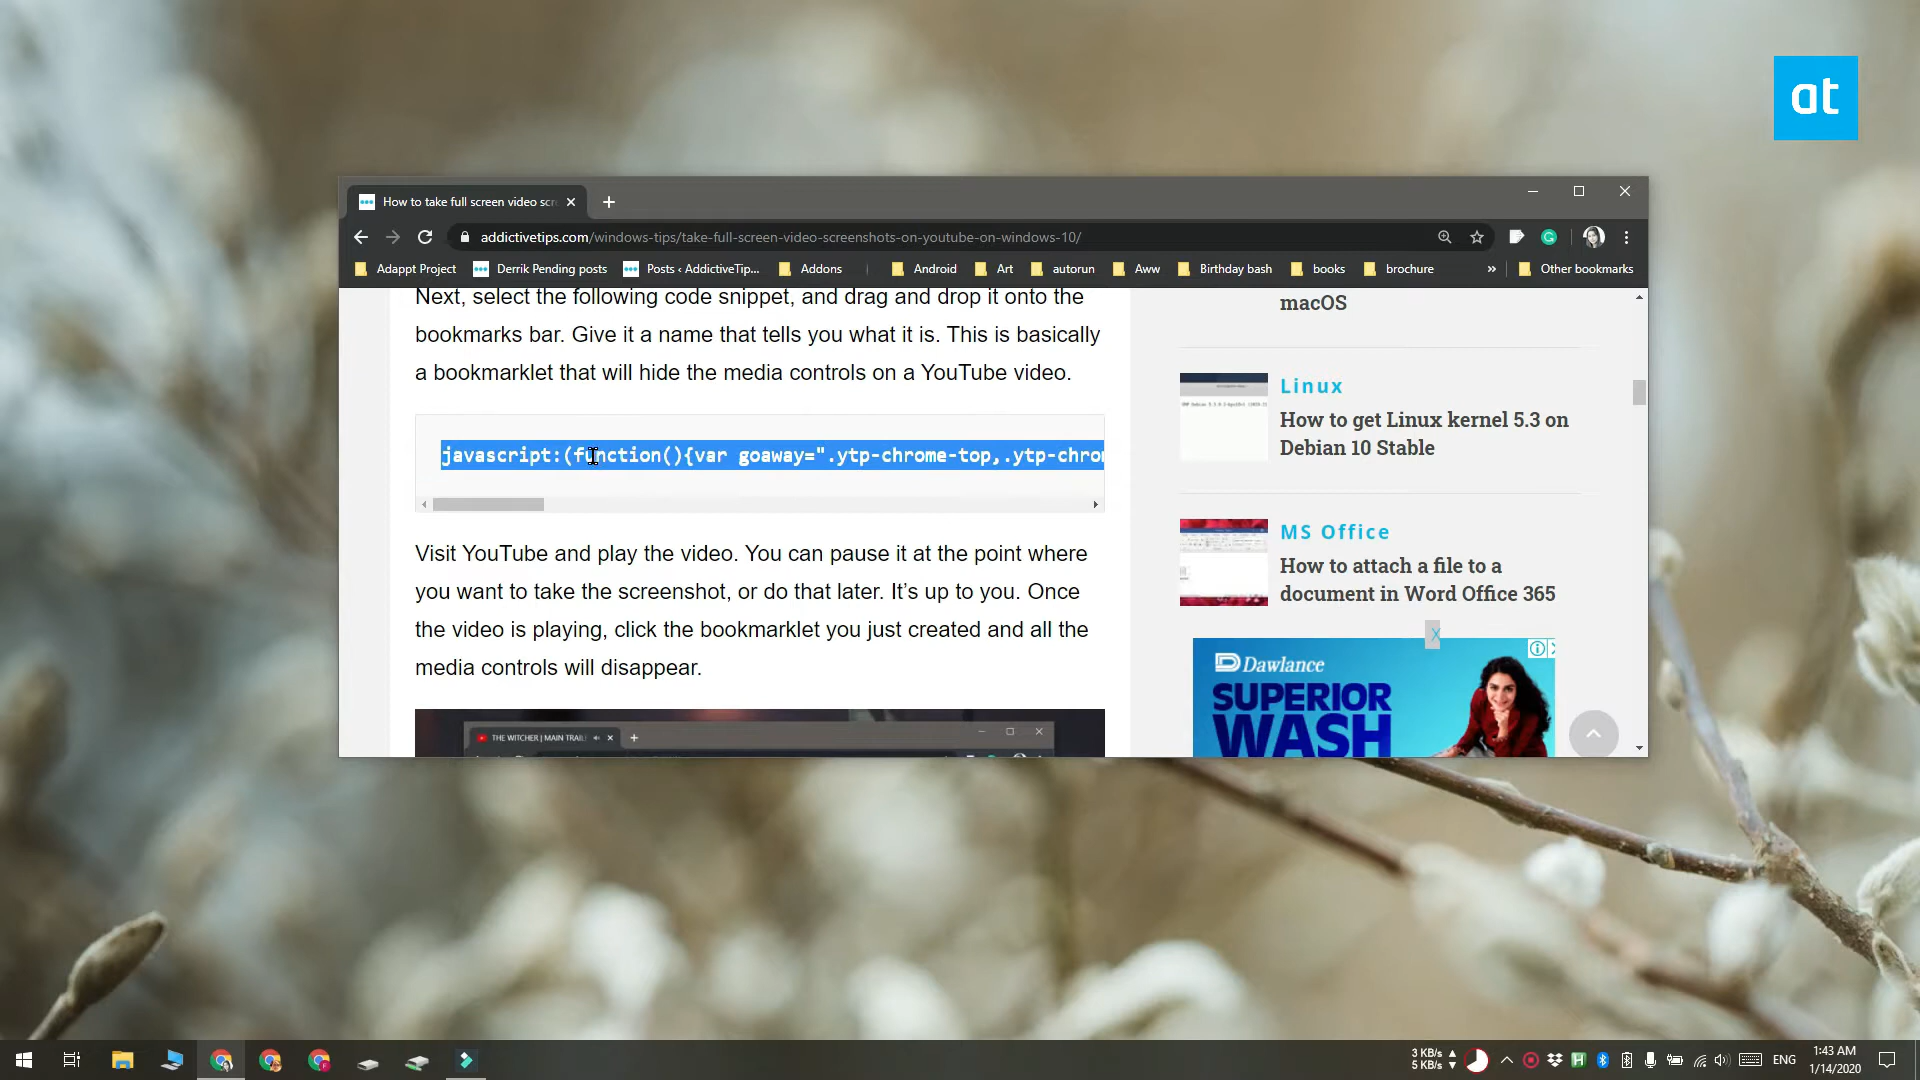 at
How to take full screen video scr
addictivetips.com/windows-tips/take-full-screen-video-screenshots-on-youtube-on-windows-10/
Adappt Project
Derrik Pending posts
Posts ‹ AddictiveTip...
Addons
Android
Art
autorun
Aww
Birthday bash
books
brochure
»
Other bookmarks
Next, select the following code snippet, and drag and drop it onto the
bookmarks bar. Give it a name that tells you what it is. This is basically
a bookmarklet that will hide the media controls on a YouTube video.
javascript:(function(){var goaway=".ytp-chrome-top,.ytp-chrom
Visit YouTube and play the video. You can pause it at the point where
you want to take the screenshot, or do that later. It’s up to you. Once
the video is playing, click the bookmarklet you just created and all the
media controls will disappear.
THE WITCHER | MAIN TRAIL
macOS
Linux
How to get Linux kernel 5.3 on
Debian 10 Stable
MS Office
How to attach a file to a
document in Word Office 365
X
Dawlance
SUPERIOR
WASH
3 KB/s
5 KB/s
ENG
1:43 AM
1/14/2020